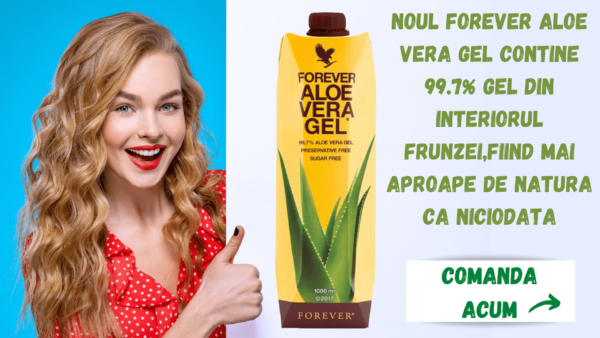 FOREVER
ALOE
VERA
GEL
99.7% ALOE VERA GEL
PRESERVATIVE FREE
SUGAR FREE
1000 ml
©2017
FOREVER®
NOUL FOREVER ALOE
VERA GEL CONTINE
99.7% GEL DIN
INTERIORUL
FRUNZEI,FIIND MAI
APROAPE DE NATURA
CA NICIODATA
COMANDA
ACUM